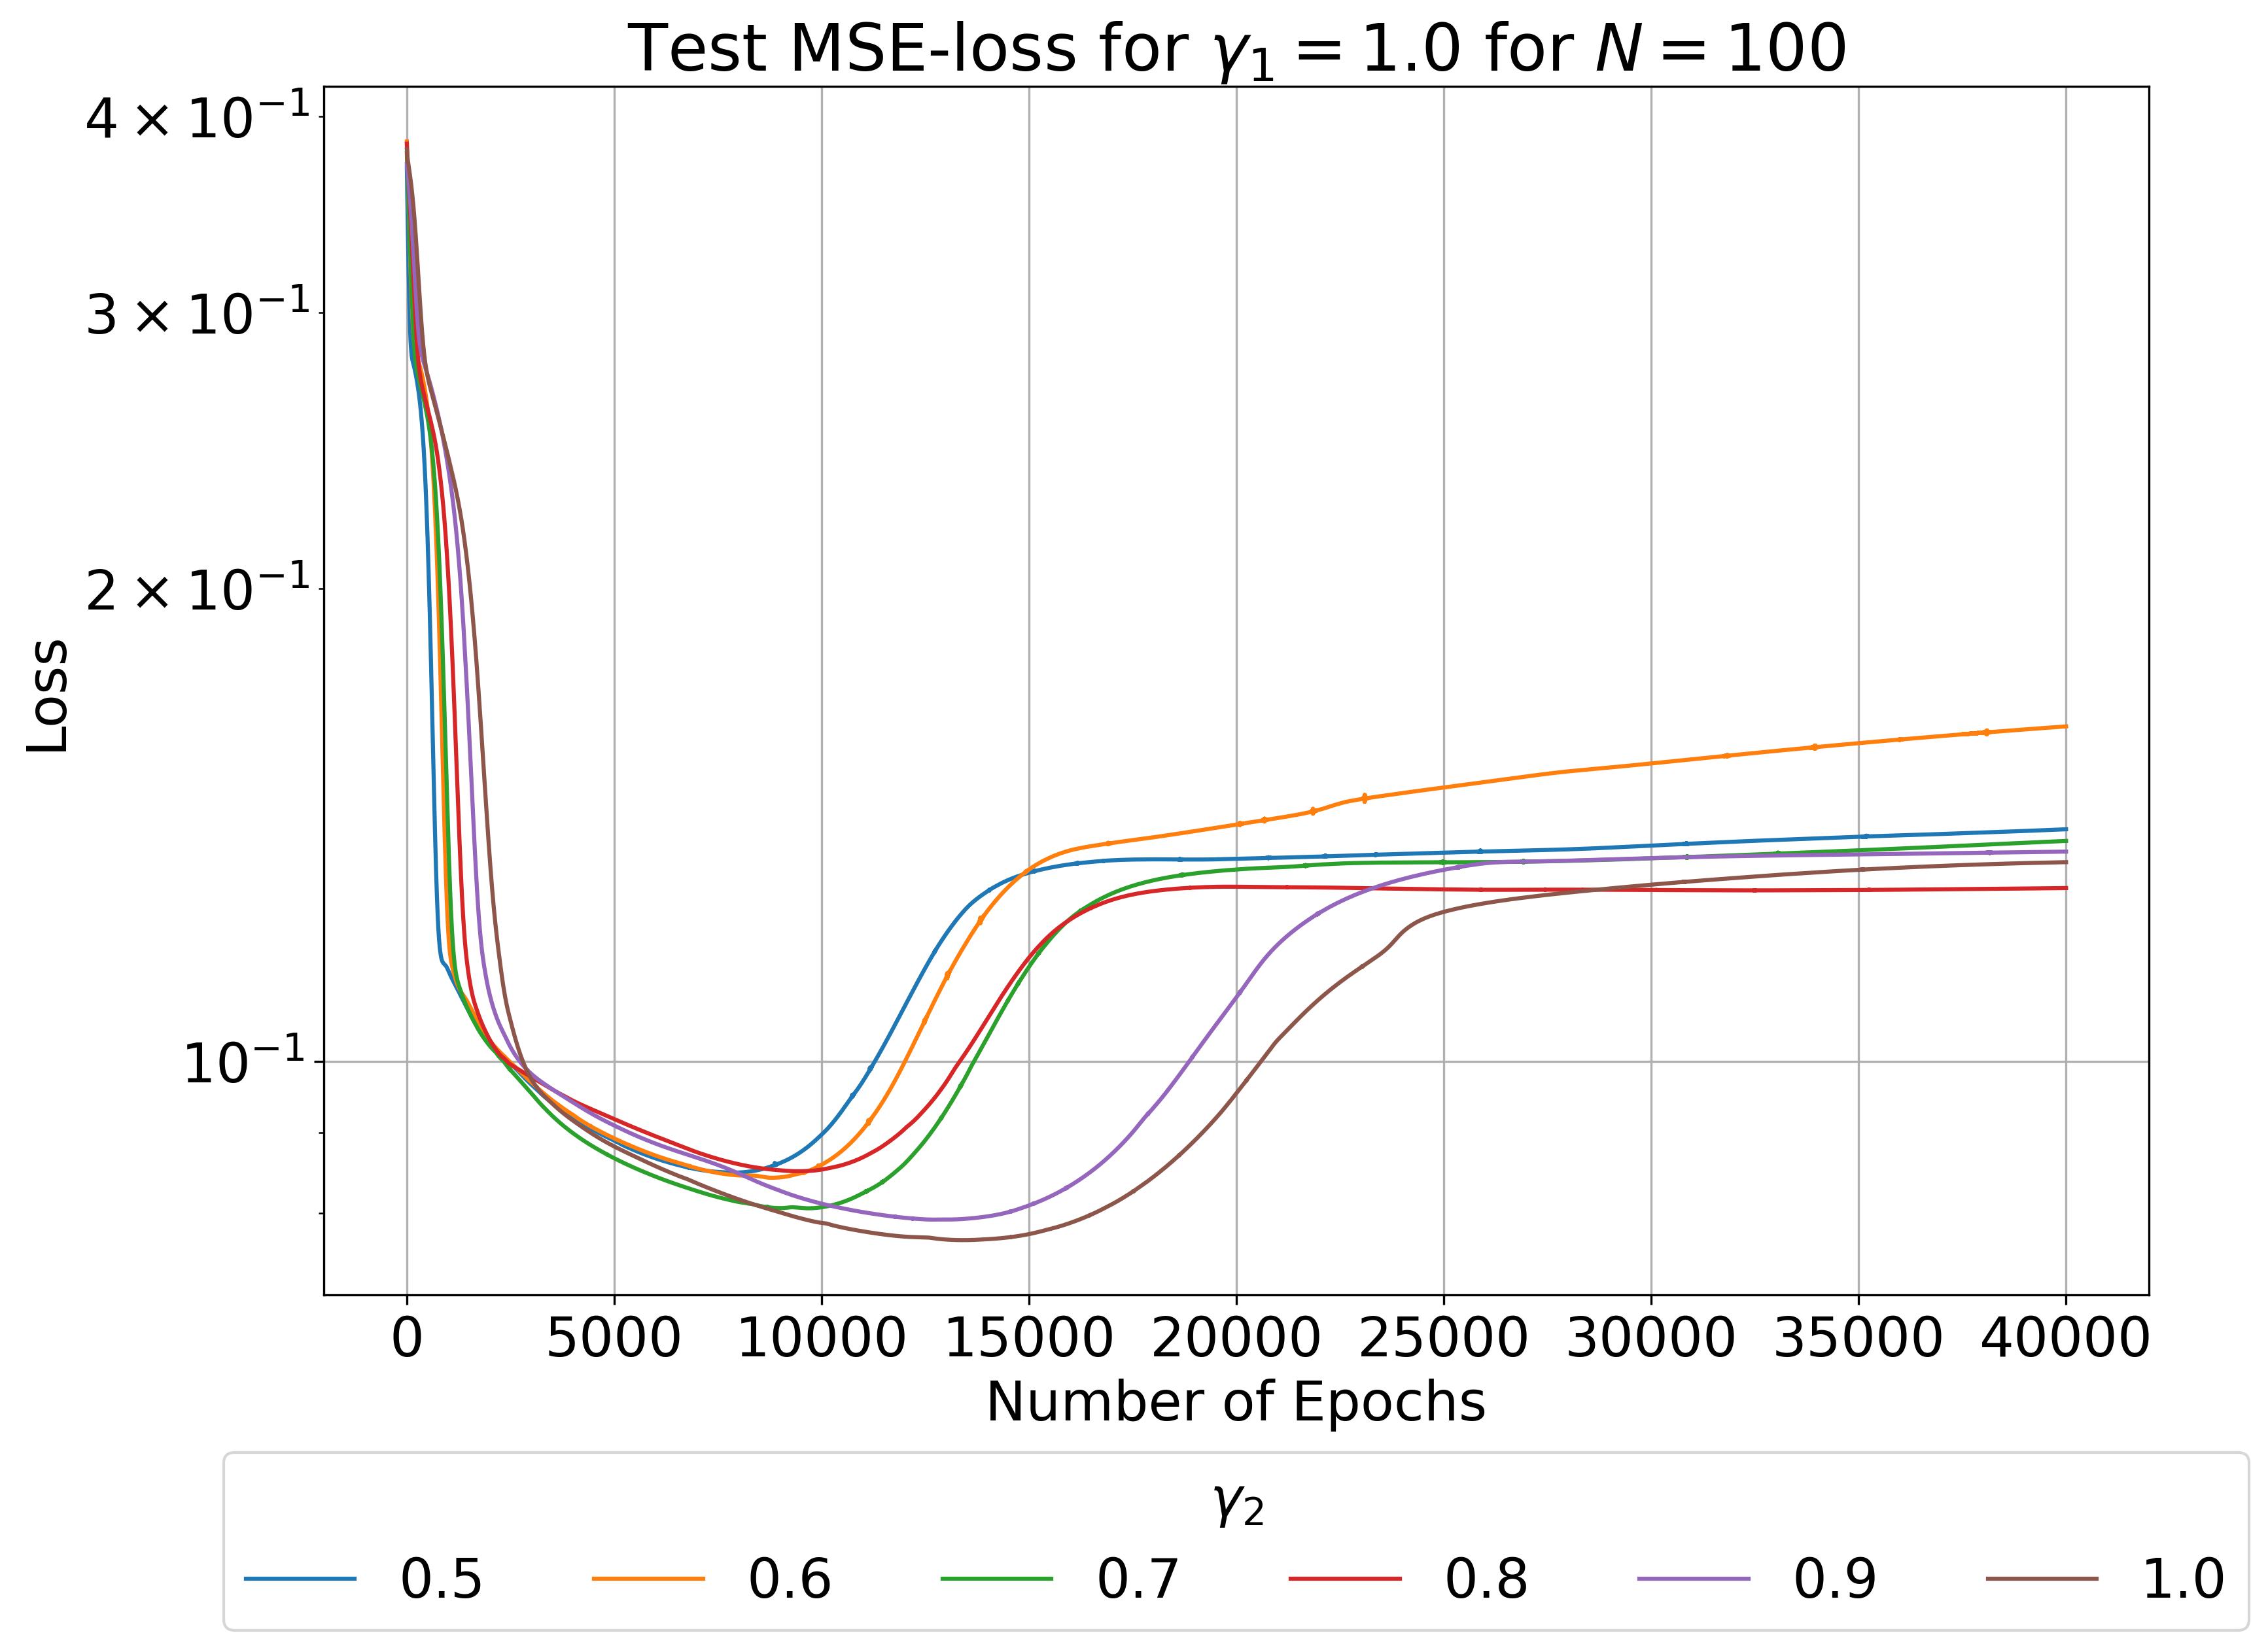 Test MSE-loss for γ₁ = 1.0 for N = 100
4 × 10⁻¹
3 × 10⁻¹
2 × 10⁻¹
10⁻¹
Loss
0 5000 10000 15000 20000 25000 30000 35000 40000
Number of Epochs
γ₂
0.5 0.6 0.7 0.8 0.9 1.0